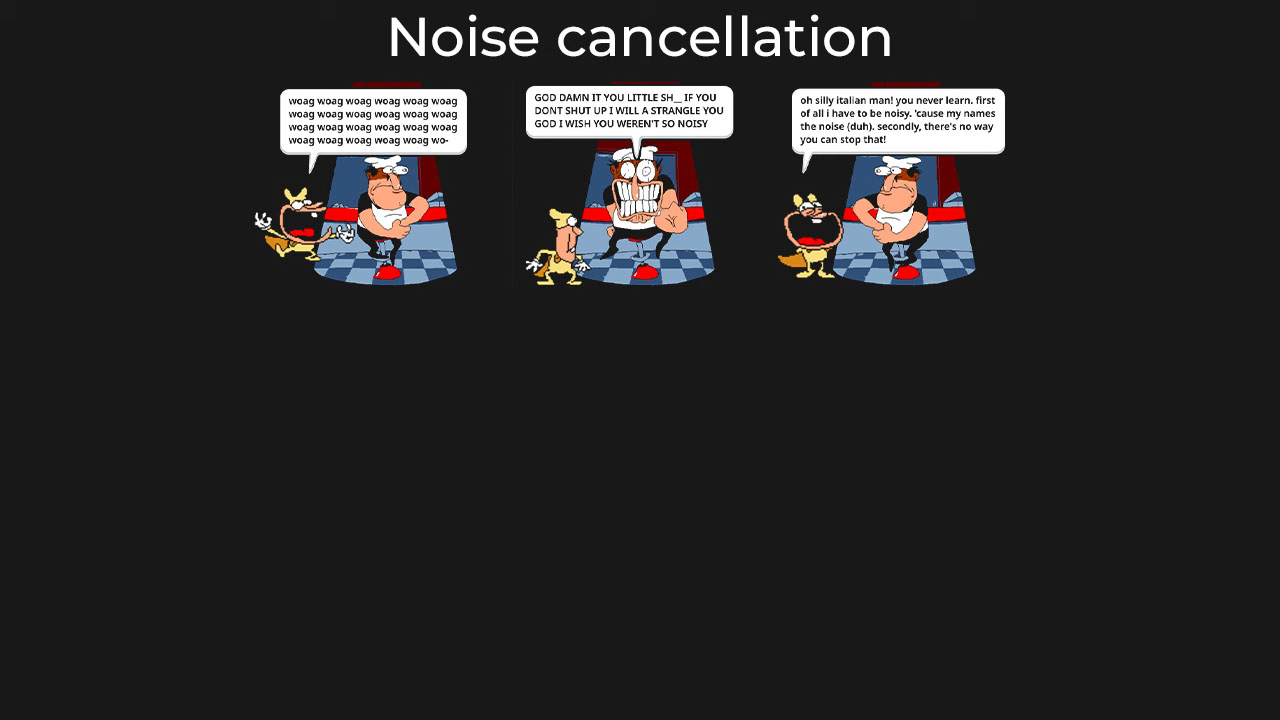 Noise cancellation
woag woag woag woag woag woag
woag woag woag woag woag woag
woag woag woag woag woag woag
woag woag woag woag woag wo-
GOD DAMN IT YOU LITTLE SH__ IF YOU
DONT SHUT UP I WILL A STRANGLE YOU
GOD I WISH YOU WEREN'T SO NOISY
oh silly italian man! you never learn. first
of all i have to be noisy. 'cause my names
the noise (duh). secondly, there's no way
you can stop that!